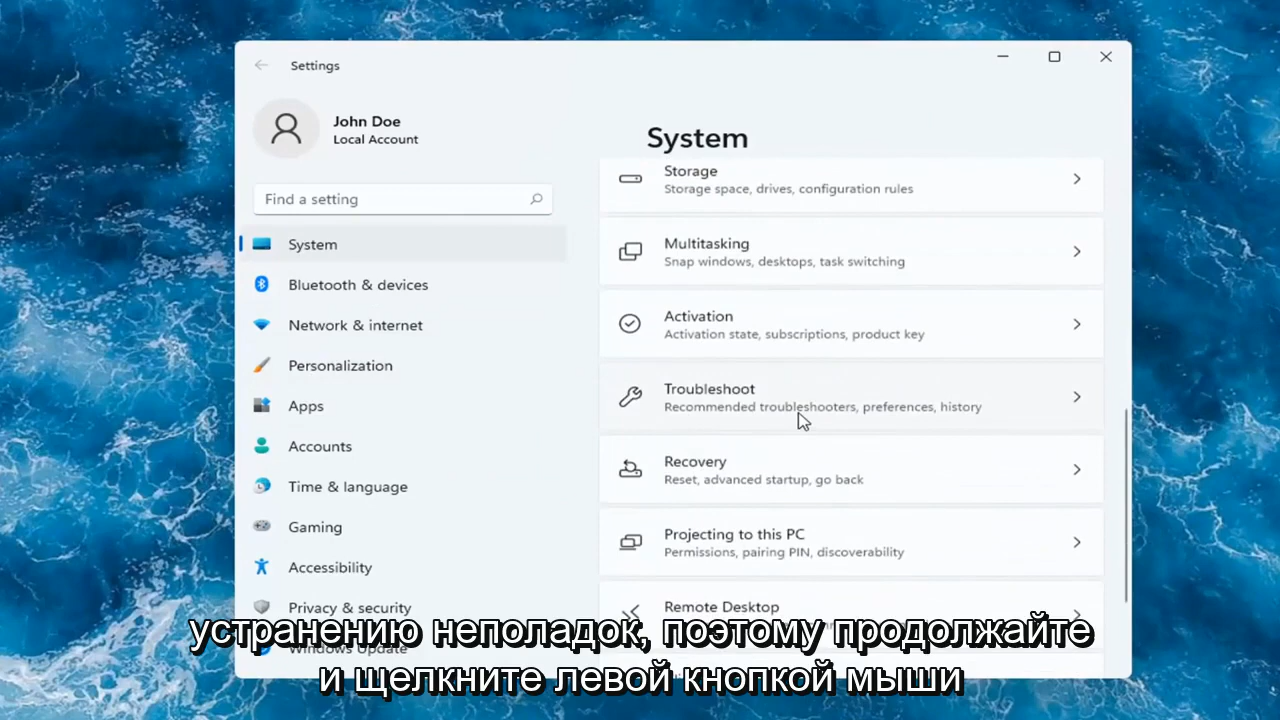 Settings
John Doe
Local Account
Find a setting
System
Bluetooth & devices
Network & internet
Personalization
Apps
Accounts
Time & language
Gaming
Accessibility
Privacy & security
Windows Update
System
Storage
Storage space, drives, configuration rules
Multitasking
Snap windows, desktops, task switching
Activation
Activation state, subscriptions, product key
Troubleshoot
Recommended troubleshooters, preferences, history
Recovery
Reset, advanced startup, go back
Projecting to this PC
Permissions, pairing PIN, discoverability
Remote Desktop
устранению неполадок, поэтому продолжайте
и щелкните левой кнопкой мыши